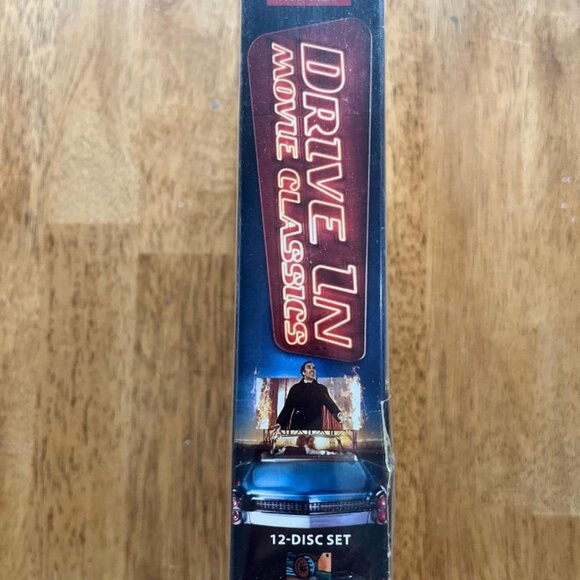 DRIVE IN
MOVIE CLASSICS
12-DISC SET